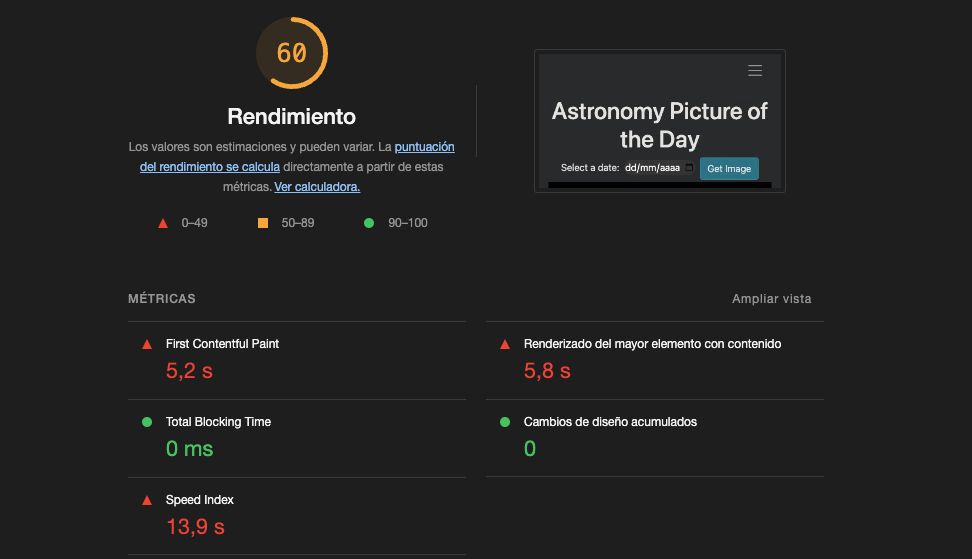 60
Rendimiento
Los valores son estimaciones y pueden variar. La puntuación
del rendimiento se calcula directamente a partir de estas
métricas. Ver calculadora.
0–49
50–89
90–100
Astronomy Picture of
the Day
Select a date: dd/mm/aaaa Get Image
MÉTRICAS
Ampliar vista
First Contentful Paint
5,2 s
Renderizado del mayor elemento con contenido
5,8 s
Total Blocking Time
0 ms
Cambios de diseño acumulados
0
Speed Index
13,9 s